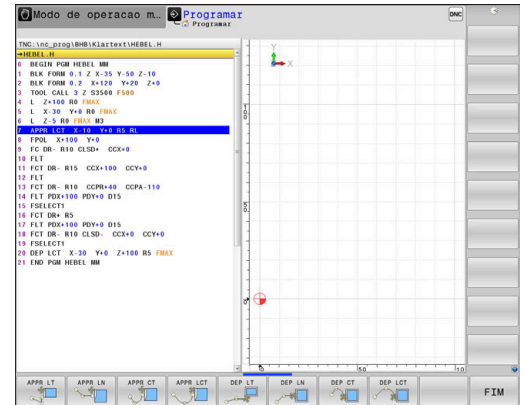 Modo de operacao m...
Programar
Programar
DNC
TNC:\nc_prog\BHB\Klartext\HEBEL.H
→HEBEL.H
0 BEGIN PGM HEBEL MM
1 BLK FORM 0.1 Z X-35 Y-50 Z-10
2 BLK FORM 0.2 X+120 Y+20 Z+0
3 TOOL CALL 3 Z S3500 F500
4 L Z+100 R0 FMAX
5 L X-30 Y+0 R0 FMAX
6 L Z-5 R0 FMAX M3
7 APPR LCT X-10 Y+0 R5 RL
8 FPOL X+100 Y+0
9 FC DR- R10 CLSD+ CCX+0
10 FLT
11 FCT DR- R15 CCX+100 CCY+0
12 FLT
13 FCT DR- R10 CCPR+40 CCPA-110
14 FLT PDX+100 PDY+0 D15
15 FSELECT1
16 FCT DR+ R5
17 FLT PDX+100 PDY+0 D15
18 FCT DR- R10 CLSD- CCX+0 CCY+0
19 FSELECT1
20 DEP LCT X-30 Y+0 Z+100 R5 FMAX
21 END PGM HEBEL MM
Y
X
100
50
0
0
50
100
APPR LT
APPR LN
APPR CT
APPR LCT
DEP LT
DEP LN
DEP CT
DEP LCT
FIM